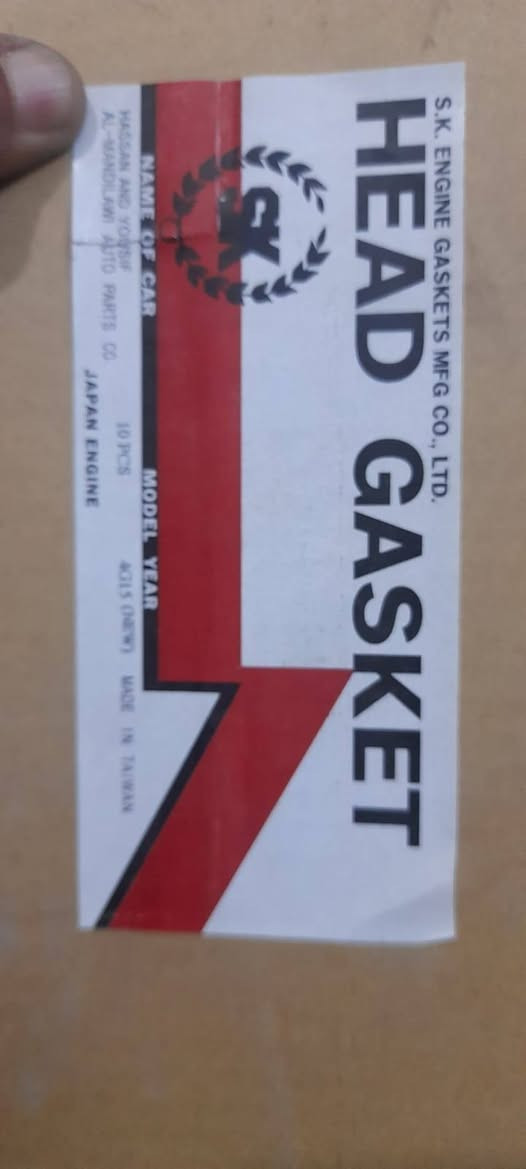 S.K. ENGINE GASKETS MFG CO., LTD.
HEAD GASKET
SK
NAME OF CAR MODEL YEAR
HASSAN AND YOUSIF 10 PCS 4G15 (NEW) MADE IN TAIWAN
AL-MANDILAWI AUTO PARTS CO
JAPAN ENGINE